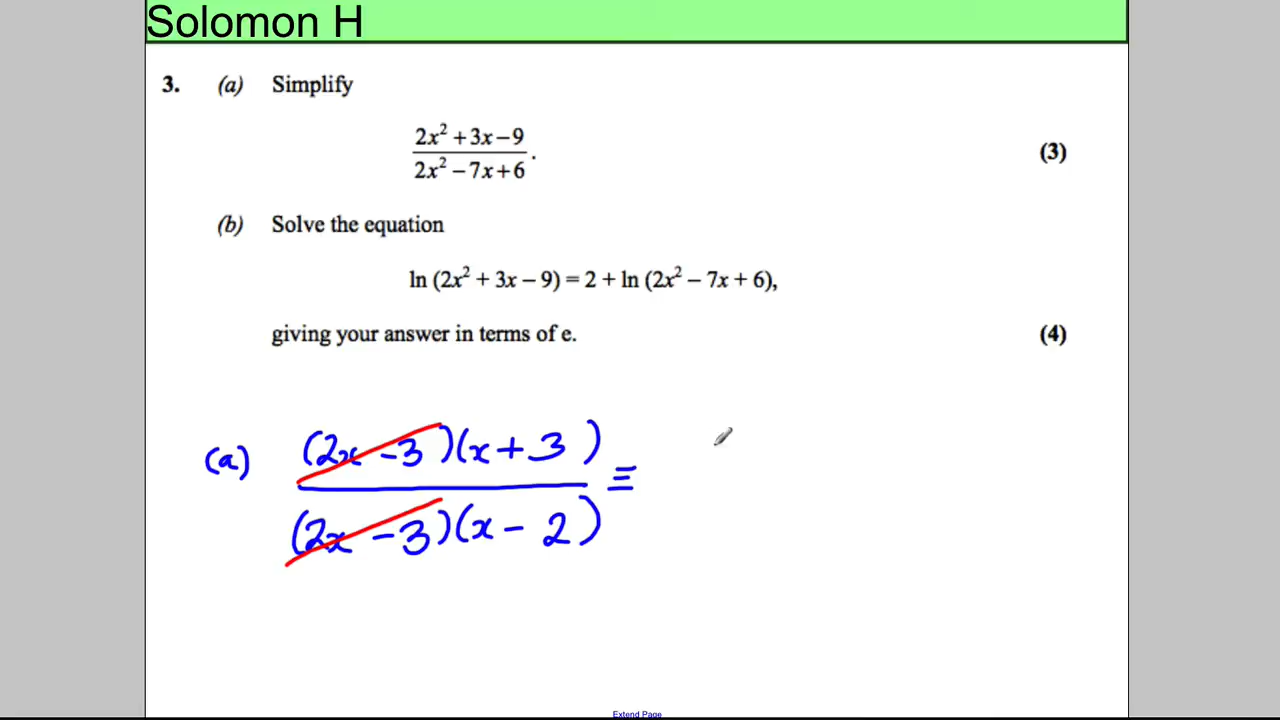 Solomon H
3. (a) Simplify
2x² + 3x – 9
2x² – 7x + 6 .
(3)
(b) Solve the equation
ln (2x² + 3x – 9) = 2 + ln (2x² – 7x + 6),
giving your answer in terms of e.
(4)
(a) (2x – 3)(x + 3) ≡
(2x – 3)(x – 2)
Extend Page